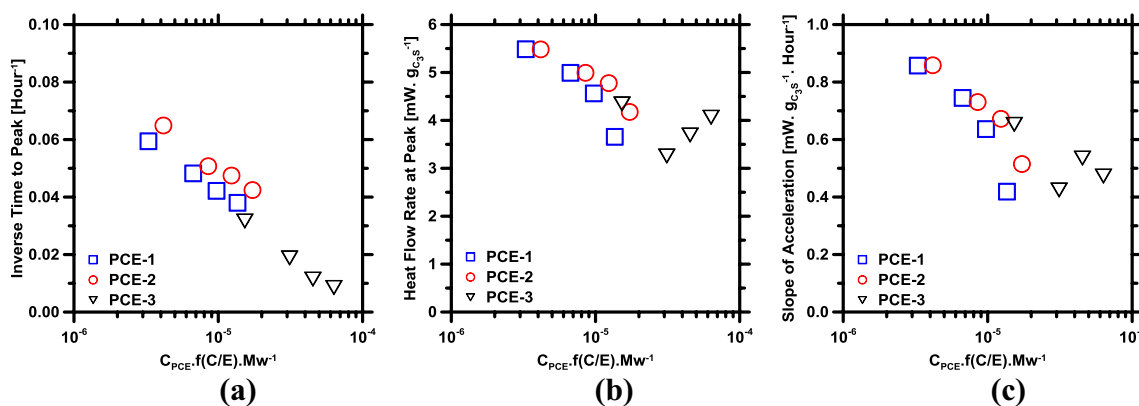 0.10
0.08
0.06
0.04
0.02
0.00
Inverse Time to Peak [Hour⁻¹]
PCE-1
PCE-2
PCE-3
10⁻⁶ 10⁻⁵ 10⁻⁴
C_PCE.f(C/E).Mw⁻¹
(a)
6
5
4
3
2
1
0
Heat Flow Rate at Peak [mW. g_C₃S⁻¹]
PCE-1
PCE-2
PCE-3
10⁻⁶ 10⁻⁵ 10⁻⁴
C_PCE.f(C/E).Mw⁻¹
(b)
1.0
0.8
0.6
0.4
0.2
0.0
Slope of Acceleration [mW. g_C₃S⁻¹. Hour⁻¹]
PCE-1
PCE-2
PCE-3
10⁻⁶ 10⁻⁵ 10⁻⁴
C_PCE.f(C/E).Mw⁻¹
(c)